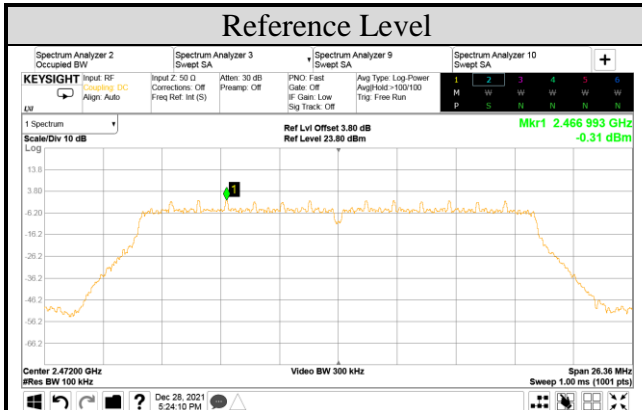 Reference Level
Spectrum Analyzer 2 Spectrum Analyzer 3 Spectrum Analyzer 9 Spectrum Analyzer 10
Occupied BW Swept SA Swept SA Swept SA
KEYSIGHT Input: RF Input Z: 50 Ω Atten: 30 dB PNO: Fast Avg Type: Log-Power 1 2 3 4 5 6
Coupling: DC Corrections: Off Preamp: Off Gate: Off Avg|Hold:>100/100 M W W W W W
Align: Auto Freq Ref: Int (S) IF Gain: Low Trig: Free Run
LXI Sig Track: Off P S N N N N
1 Spectrum Ref Lvl Offset 3.80 dB Mkr1 2.466 993 GHz
Scale/Div 10 dB Ref Level 23.80 dBm -0.31 dBm
Log
13.8
3.80
1
-6.20
-16.2
-26.2
-36.2
-46.2
-56.2
-66.2
Center 2.47200 GHz Video BW 300 kHz Span 26.36 MHz
#Res BW 100 kHz Sweep 1.00 ms (1001 pts)
? Dec 28, 2021
5:24:10 PM